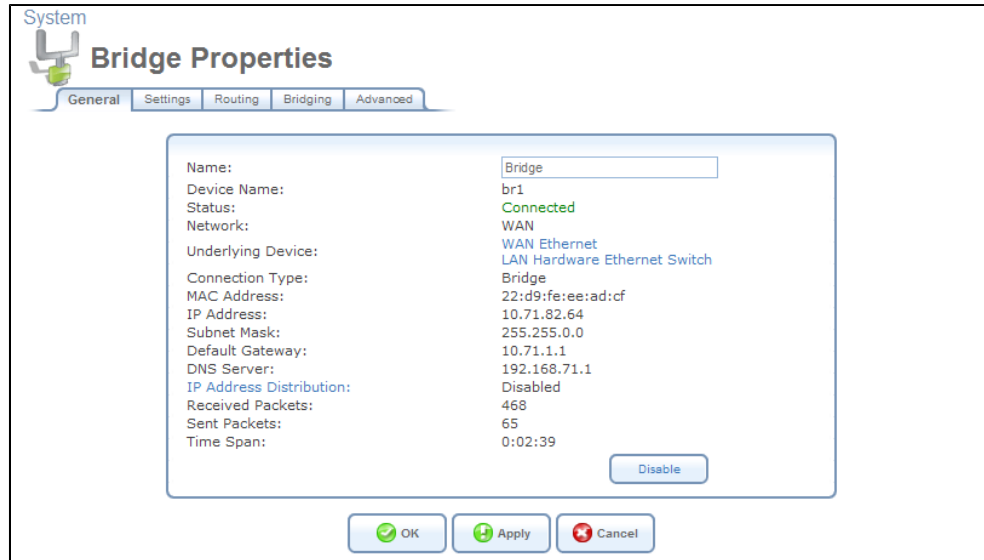 System
Bridge Properties
General Settings Routing Bridging Advanced
Name: Bridge
Device Name: br1
Status: Connected
Network: WAN
Underlying Device: WAN Ethernet
LAN Hardware Ethernet Switch
Connection Type: Bridge
MAC Address: 22:d9:fe:ee:ad:cf
IP Address: 10.71.82.64
Subnet Mask: 255.255.0.0
Default Gateway: 10.71.1.1
DNS Server: 192.168.71.1
IP Address Distribution: Disabled
Received Packets: 468
Sent Packets: 65
Time Span: 0:02:39
Disable
OK Apply Cancel